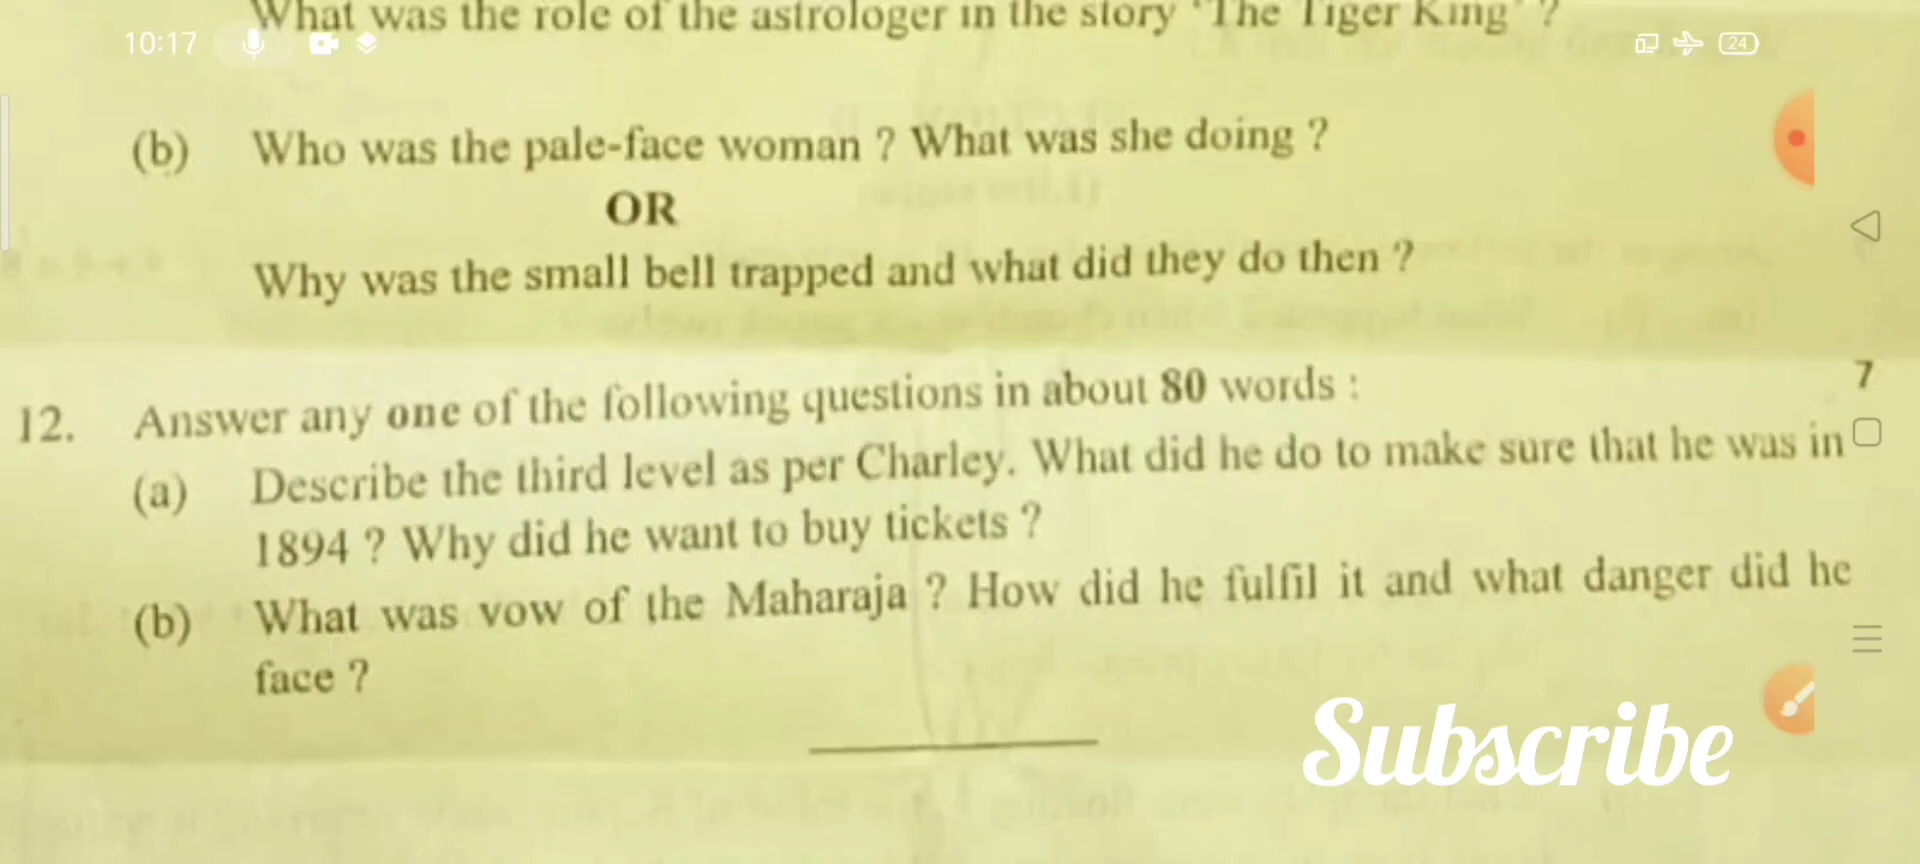 What was the role of the astrologer in the story 'The Tiger King' ?
10:17
24
(b) Who was the pale-face woman ? What was she doing ?
OR
Why was the small bell trapped and what did they do then ?
12. Answer any one of the following questions in about 80 words : 7
(a) Describe the third level as per Charley. What did he do to make sure that he was in
1894 ? Why did he want to buy tickets ?
(b) What was vow of the Maharaja ? How did he fulfil it and what danger did he
face ?
Subscribe